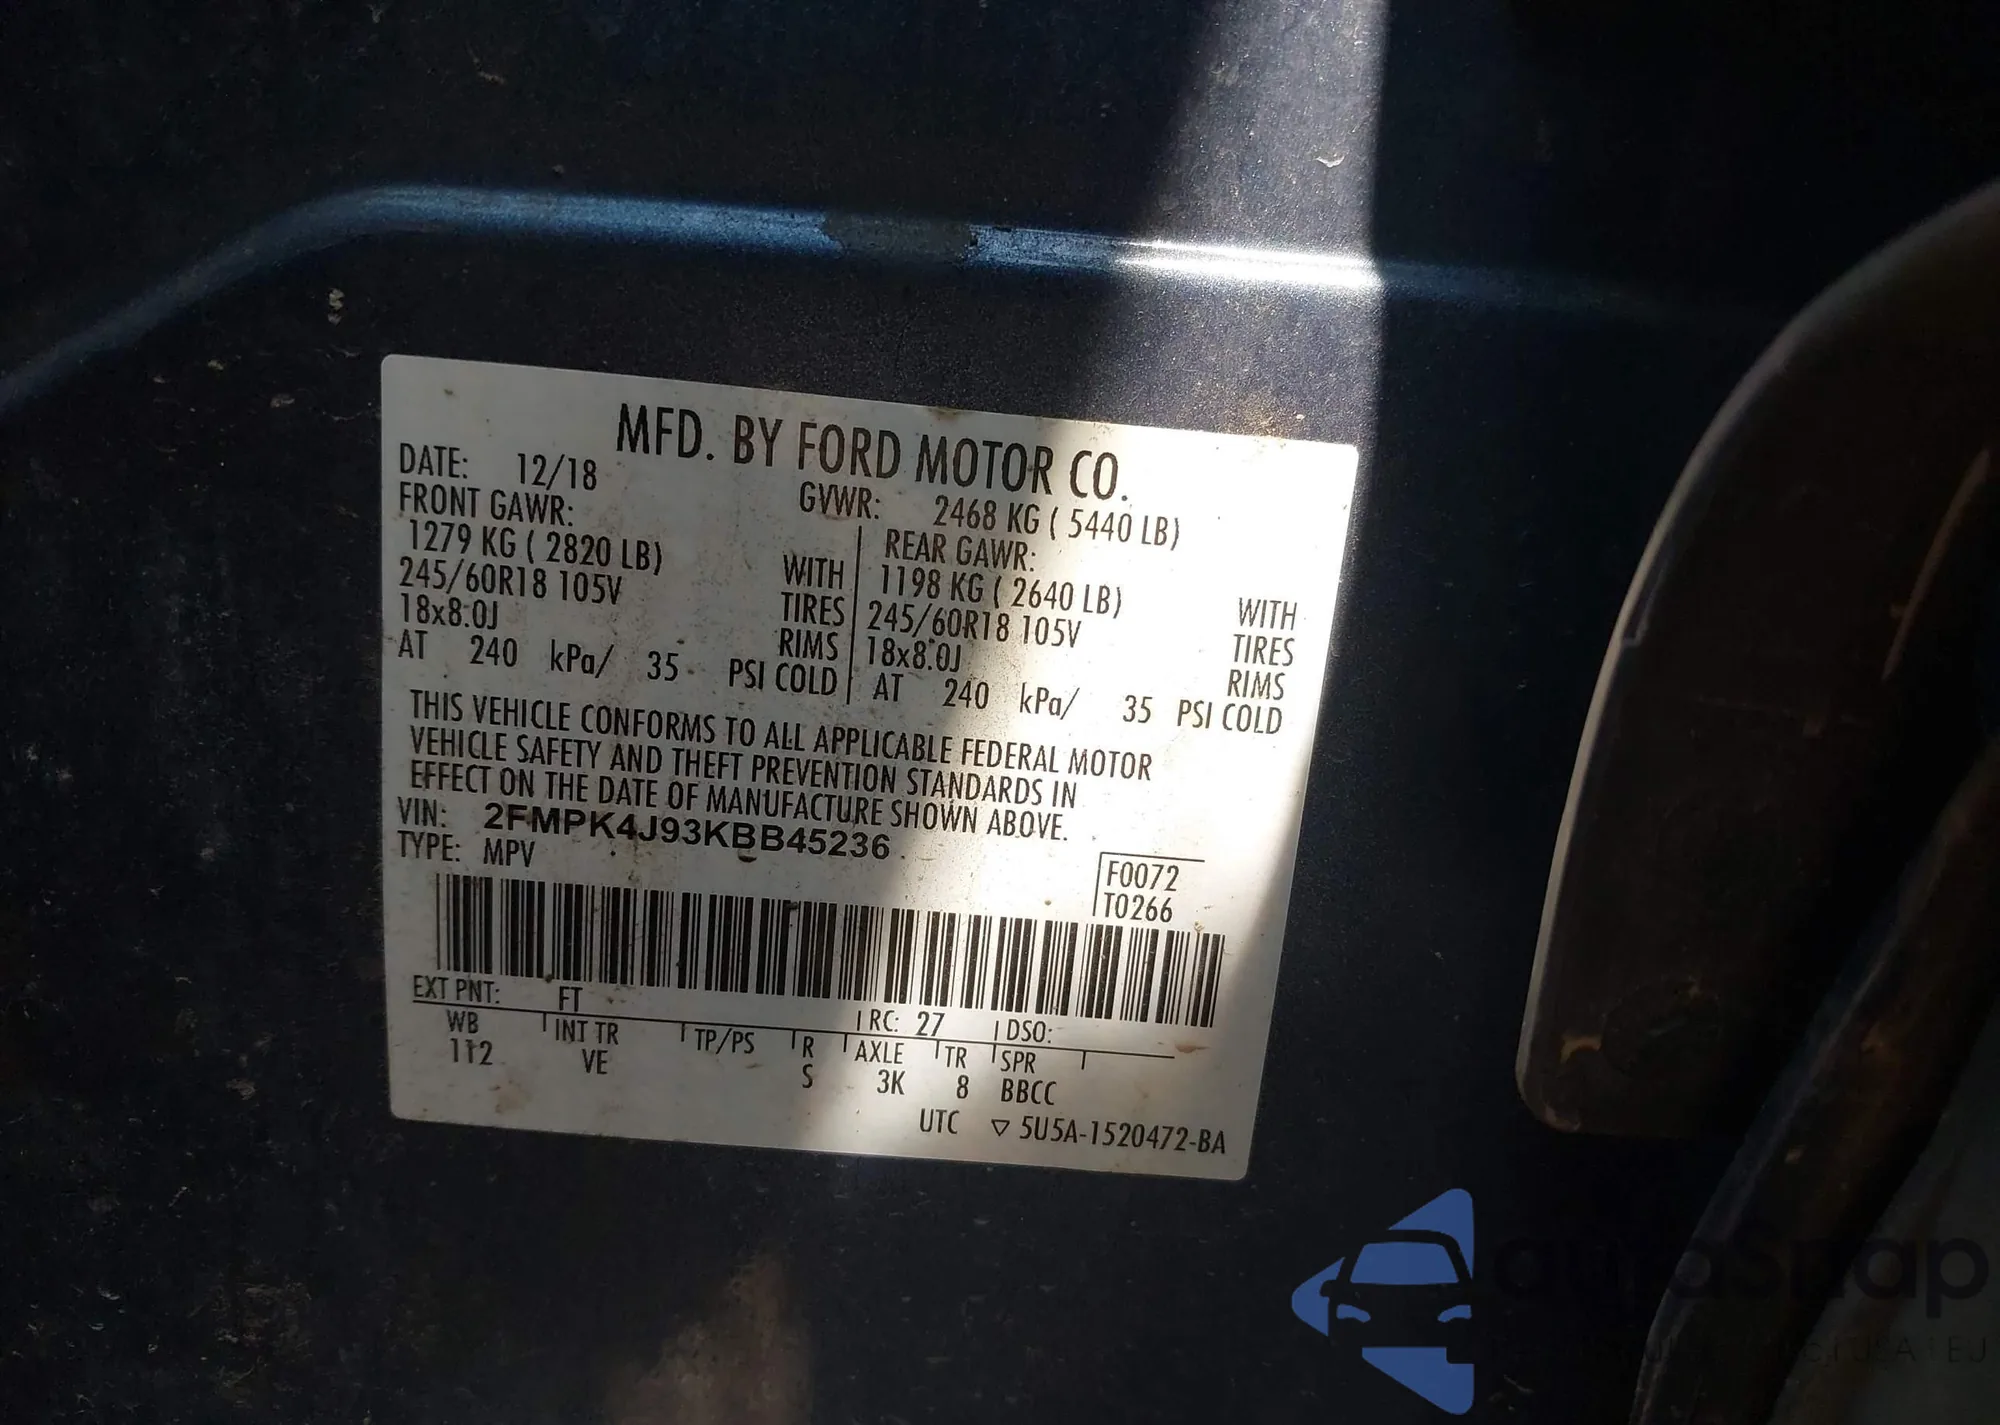 MFD. BY FORD MOTOR CO.
DATE: 12/18 GVWR: 2468 KG ( 5440 LB)
FRONT GAWR: REAR GAWR:
1279 KG ( 2820 LB) WITH 1198 KG ( 2640 LB) WITH
245/60R18 105V TIRES 245/60R18 105V TIRES
18x8.0J RIMS 18x8.0J RIMS
AT 240 kPa/ 35 PSI COLD AT 240 kPa/ 35 PSI COLD
THIS VEHICLE CONFORMS TO ALL APPLICABLE FEDERAL MOTOR
VEHICLE SAFETY AND THEFT PREVENTION STANDARDS IN
EFFECT ON THE DATE OF MANUFACTURE SHOWN ABOVE.
VIN: 2FMPK4J93KBB45236
TYPE: MPV
F0072
T0266
EXT PNT: FT RC: 27 DSO:
WB INT TR TP/PS R AXLE TR SPR
112 VE S 3K 8 BBCC
UTC ▽ 5U5A-1520472-BA